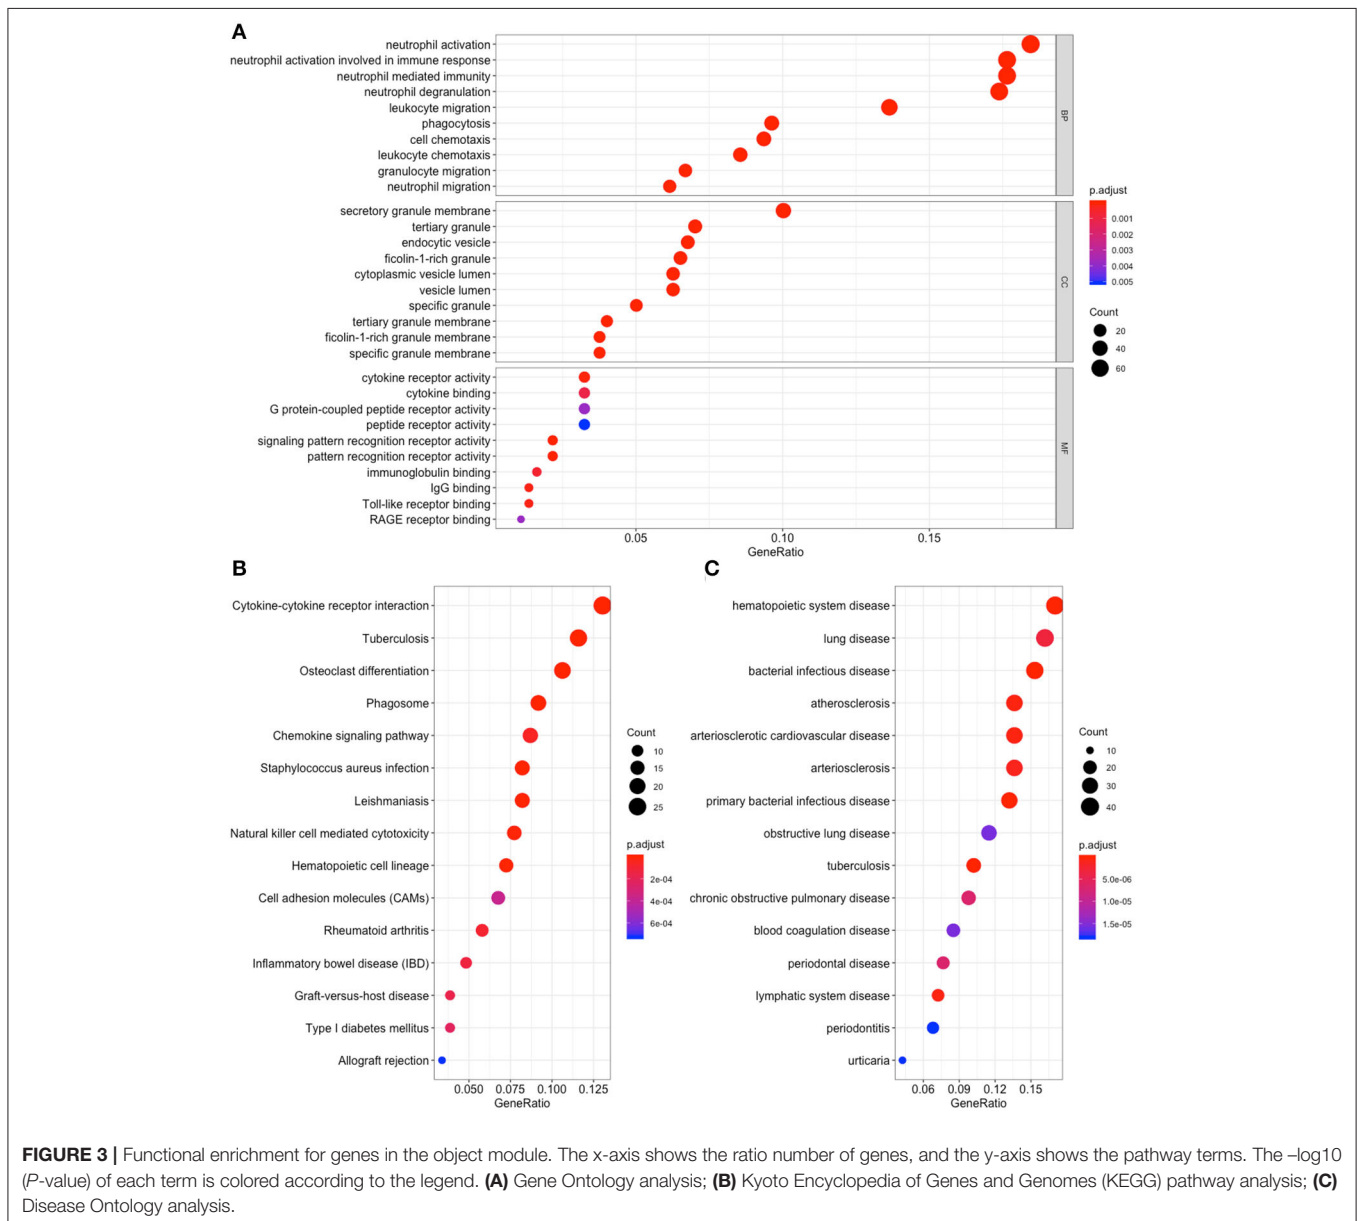 A
neutrophil activation
neutrophil activation involved in immune response
neutrophil mediated immunity
neutrophil degranulation
leukocyte migration
phagocytosis
cell chemotaxis
leukocyte chemotaxis
granulocyte migration
neutrophil migration
BP
secretory granule membrane
tertiary granule
endocytic vesicle
ficolin-1-rich granule
cytoplasmic vesicle lumen
vesicle lumen
specific granule
tertiary granule membrane
ficolin-1-rich granule membrane
specific granule membrane
CC
cytokine receptor activity
cytokine binding
G protein-coupled peptide receptor activity
peptide receptor activity
signaling pattern recognition receptor activity
pattern recognition receptor activity
immunoglobulin binding
IgG binding
Toll-like receptor binding
RAGE receptor binding
MF
0.05 0.10 0.15
GeneRatio
p.adjust
0.001
0.002
0.003
0.004
0.005
Count
20
40
60
B
Cytokine-cytokine receptor interaction
Tuberculosis
Osteoclast differentiation
Phagosome
Chemokine signaling pathway
Staphylococcus aureus infection
Leishmaniasis
Natural killer cell mediated cytotoxicity
Hematopoietic cell lineage
Cell adhesion molecules (CAMs)
Rheumatoid arthritis
Inflammatory bowel disease (IBD)
Graft-versus-host disease
Type I diabetes mellitus
Allograft rejection
0.050 0.075 0.100 0.125
GeneRatio
Count
10
15
20
25
p.adjust
2e-04
4e-04
6e-04
C
hematopoietic system disease
lung disease
bacterial infectious disease
atherosclerosis
arteriosclerotic cardiovascular disease
arteriosclerosis
primary bacterial infectious disease
obstructive lung disease
tuberculosis
chronic obstructive pulmonary disease
blood coagulation disease
periodontal disease
lymphatic system disease
periodontitis
urticaria
0.06 0.09 0.12 0.15
GeneRatio
Count
10
20
30
40
p.adjust
5.0e-06
1.0e-05
1.5e-05
FIGURE 3 | Functional enrichment for genes in the object module. The x-axis shows the ratio number of genes, and the y-axis shows the pathway terms. The –log10
(P-value) of each term is colored according to the legend. (A) Gene Ontology analysis; (B) Kyoto Encyclopedia of Genes and Genomes (KEGG) pathway analysis; (C)
Disease Ontology analysis.